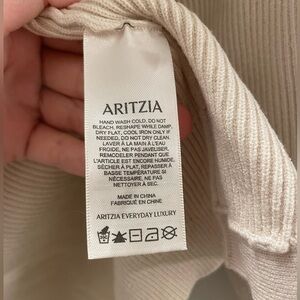 ARITZIA
HAND WASH COLD, DO NOT
BLEACH, RESHAPE WHILE DAMP,
DRY FLAT, COOL IRON ONLY IF
NEEDED, DO NOT DRY CLEAN.
LAVER À LA MAIN À L'EAU
FROIDE, NE PAS JAVELISER,
REMODELER PENDANT QUE
L'ARTICLE EST ENCORE HUMIDE,
SÉCHER À PLAT, REPASSER À
BASSE TEMPÉRATURE SI
NÉCESSAIRE, NE PAS
NETTOYER À SEC.
MADE IN CHINA
FABRIQUÉ EN CHINE
ARITZIA EVERYDAY LUXURY